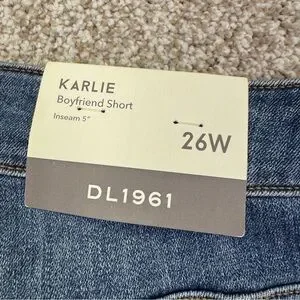 KARLIE
Boyfriend Short
Inseam 5"
26W
DL1961